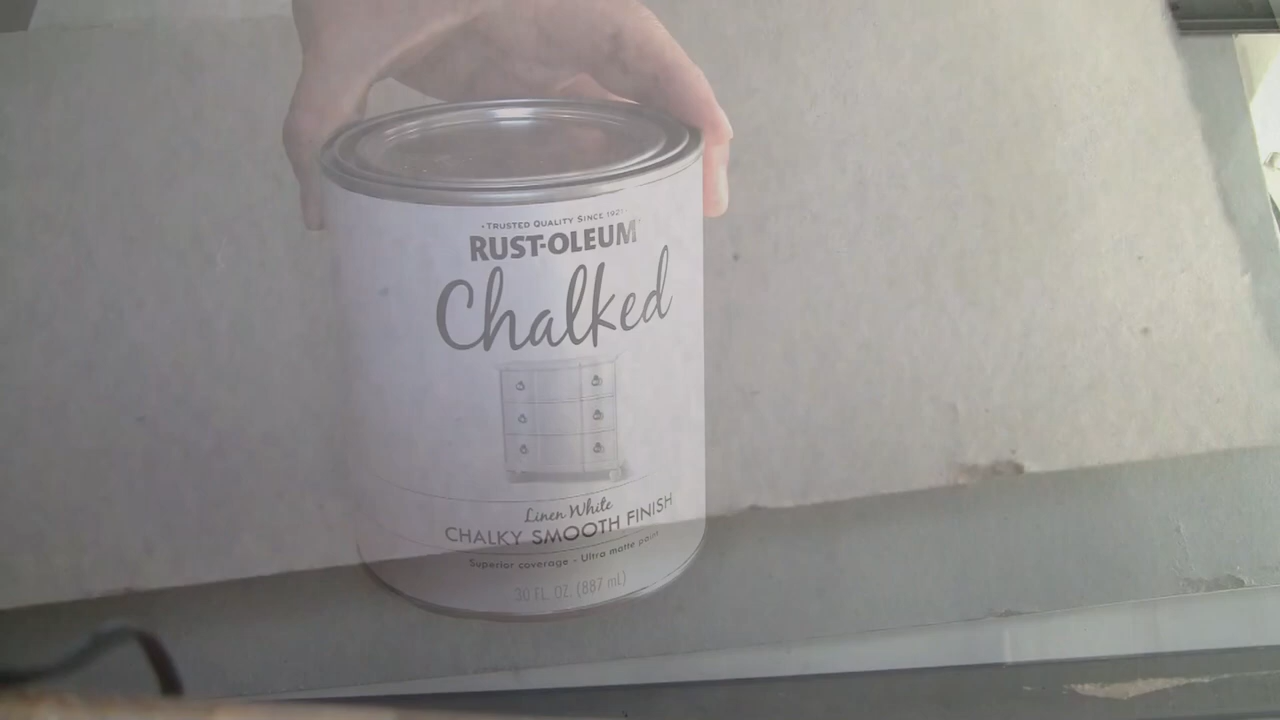 •TRUSTED QUALITY SINCE 1921•
RUST-OLEUM
Chalked
Linen White
CHALKY SMOOTH FINISH
Superior coverage - Ultra matte paint
30 FL. OZ. (887 mL)